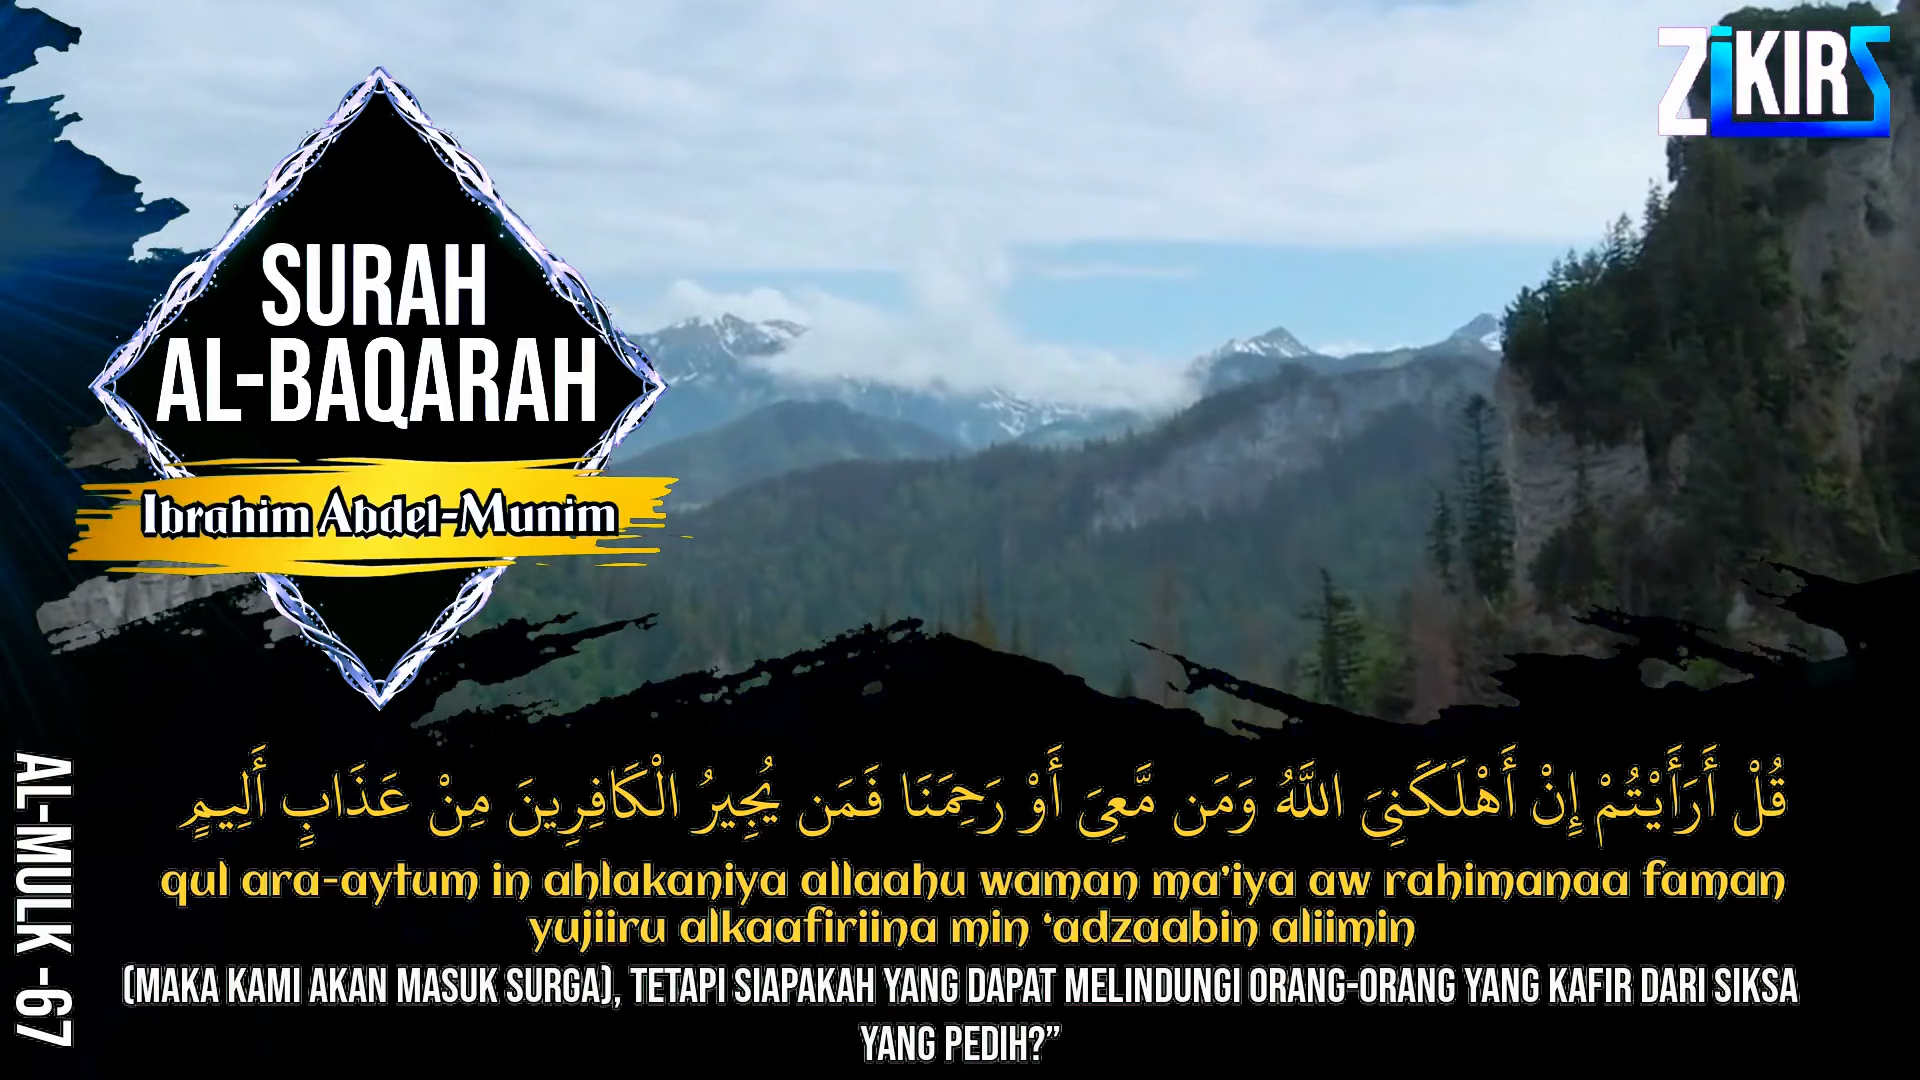 ZiKIRS
SURAH
AL-BAQARAH
Ibrahim Abdel-Munim
AL-MULK -67
قُلْ أَرَأَيْتُمْ إِنْ أَهْلَكَنِىَ اللَّهُ وَمَن مَّعِىَ أَوْ رَحِمَنَا فَمَن يُجِيرُ الْكَافِرِينَ مِنْ عَذَابٍ أَلِيمٍ
qul ara-aytum in ahlakaniya allaahu waman ma’iya aw rahimanaa faman
yujiiru alkaafiriina min ‘adzaabin aliimin
(MAKA KAMI AKAN MASUK SURGA), TETAPI SIAPAKAH YANG DAPAT MELINDUNGI ORANG-ORANG YANG KAFIR DARI SIKSA
YANG PEDIH?”